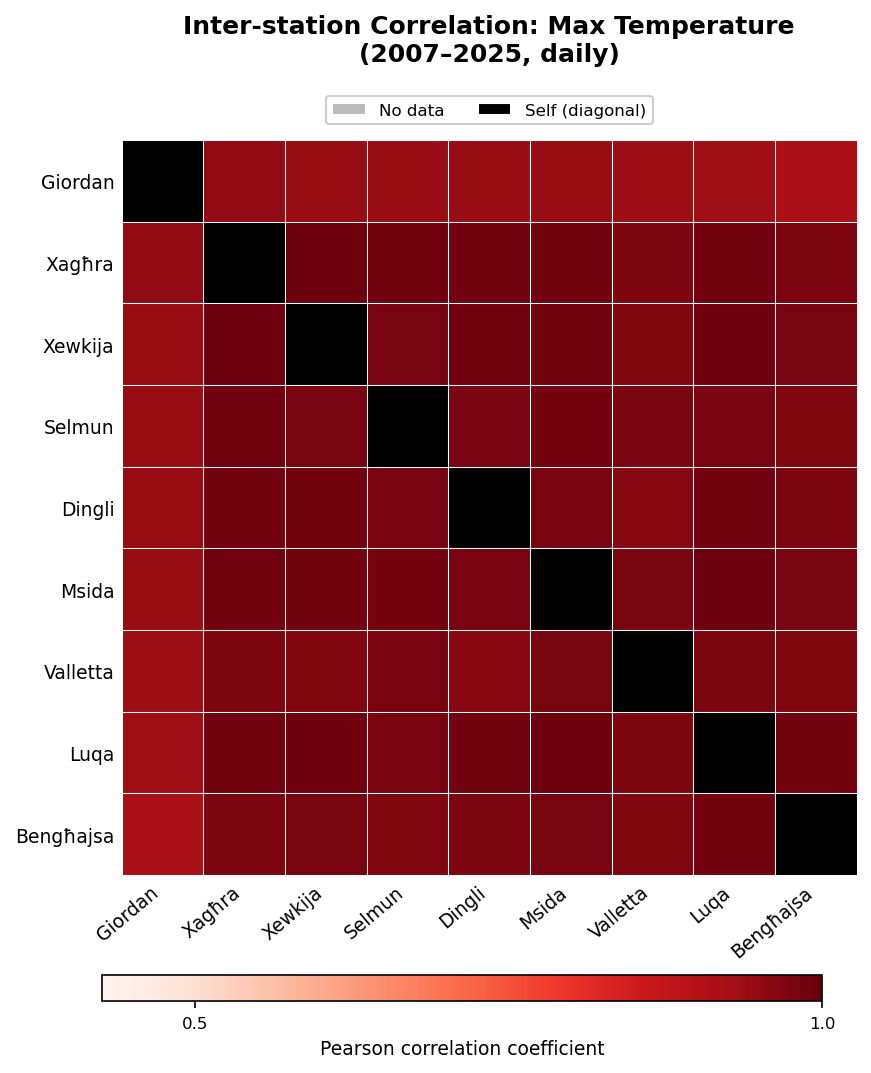 Inter-station Correlation: Max Temperature
(2007–2025, daily)
No data
Self (diagonal)
Giordan
Xagħra
Xewkija
Selmun
Dingli
Msida
Valletta
Luqa
Bengħajsa
Giordan
Xagħra
Xewkija
Selmun
Dingli
Msida
Valletta
Luqa
Bengħajsa
0.5
1.0
Pearson correlation coefficient